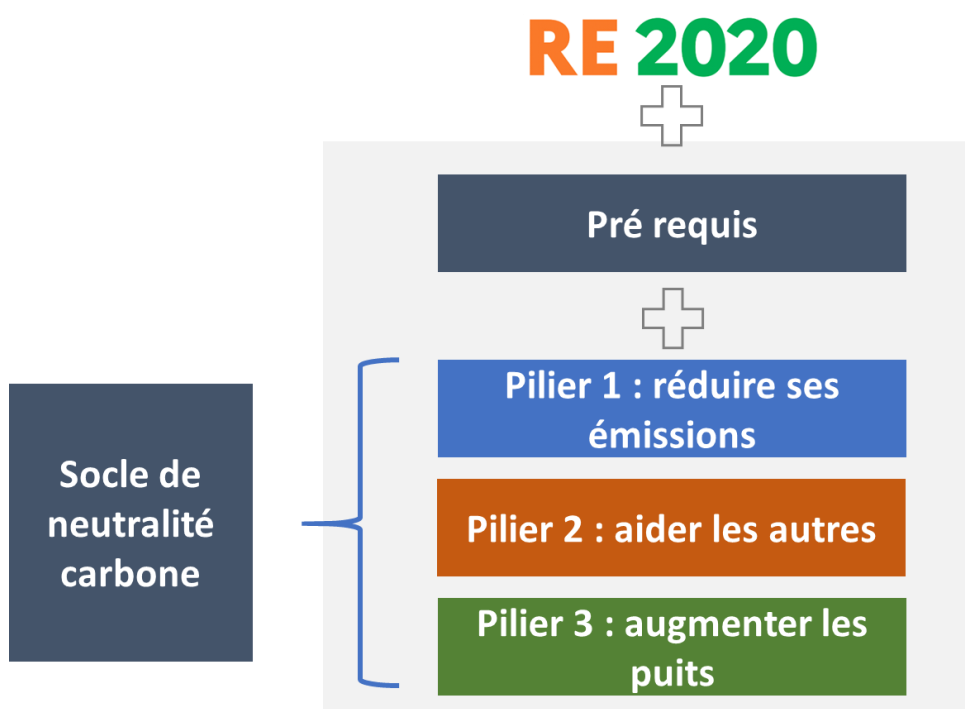 RE 2020
Pré requis
Pilier 1 : réduire ses
émissions
Socle de
neutralité
carbone
Pilier 2 : aider les autres
Pilier 3 : augmenter les
puits